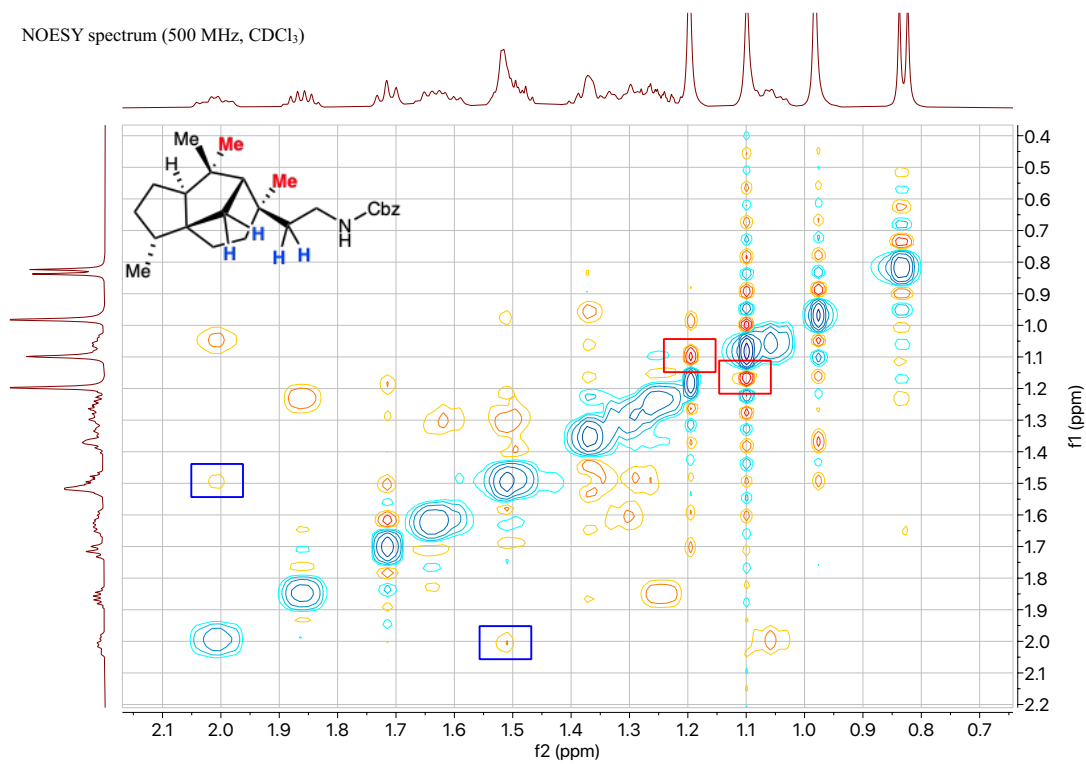 NOESY spectrum (500 MHz, CDCl₃)
Me
Me
H
Me
Cbz
N
H
H
H
H
H
Me
0.4
0.5
0.6
0.7
0.8
0.9
1.0
1.1
1.2
1.3
1.4
1.5
1.6
1.7
1.8
1.9
2.0
2.1
2.2
f1 (ppm)
2.1 2.0 1.9 1.8 1.7 1.6 1.5 1.4 1.3 1.2 1.1 1.0 0.9 0.8 0.7
f2 (ppm)